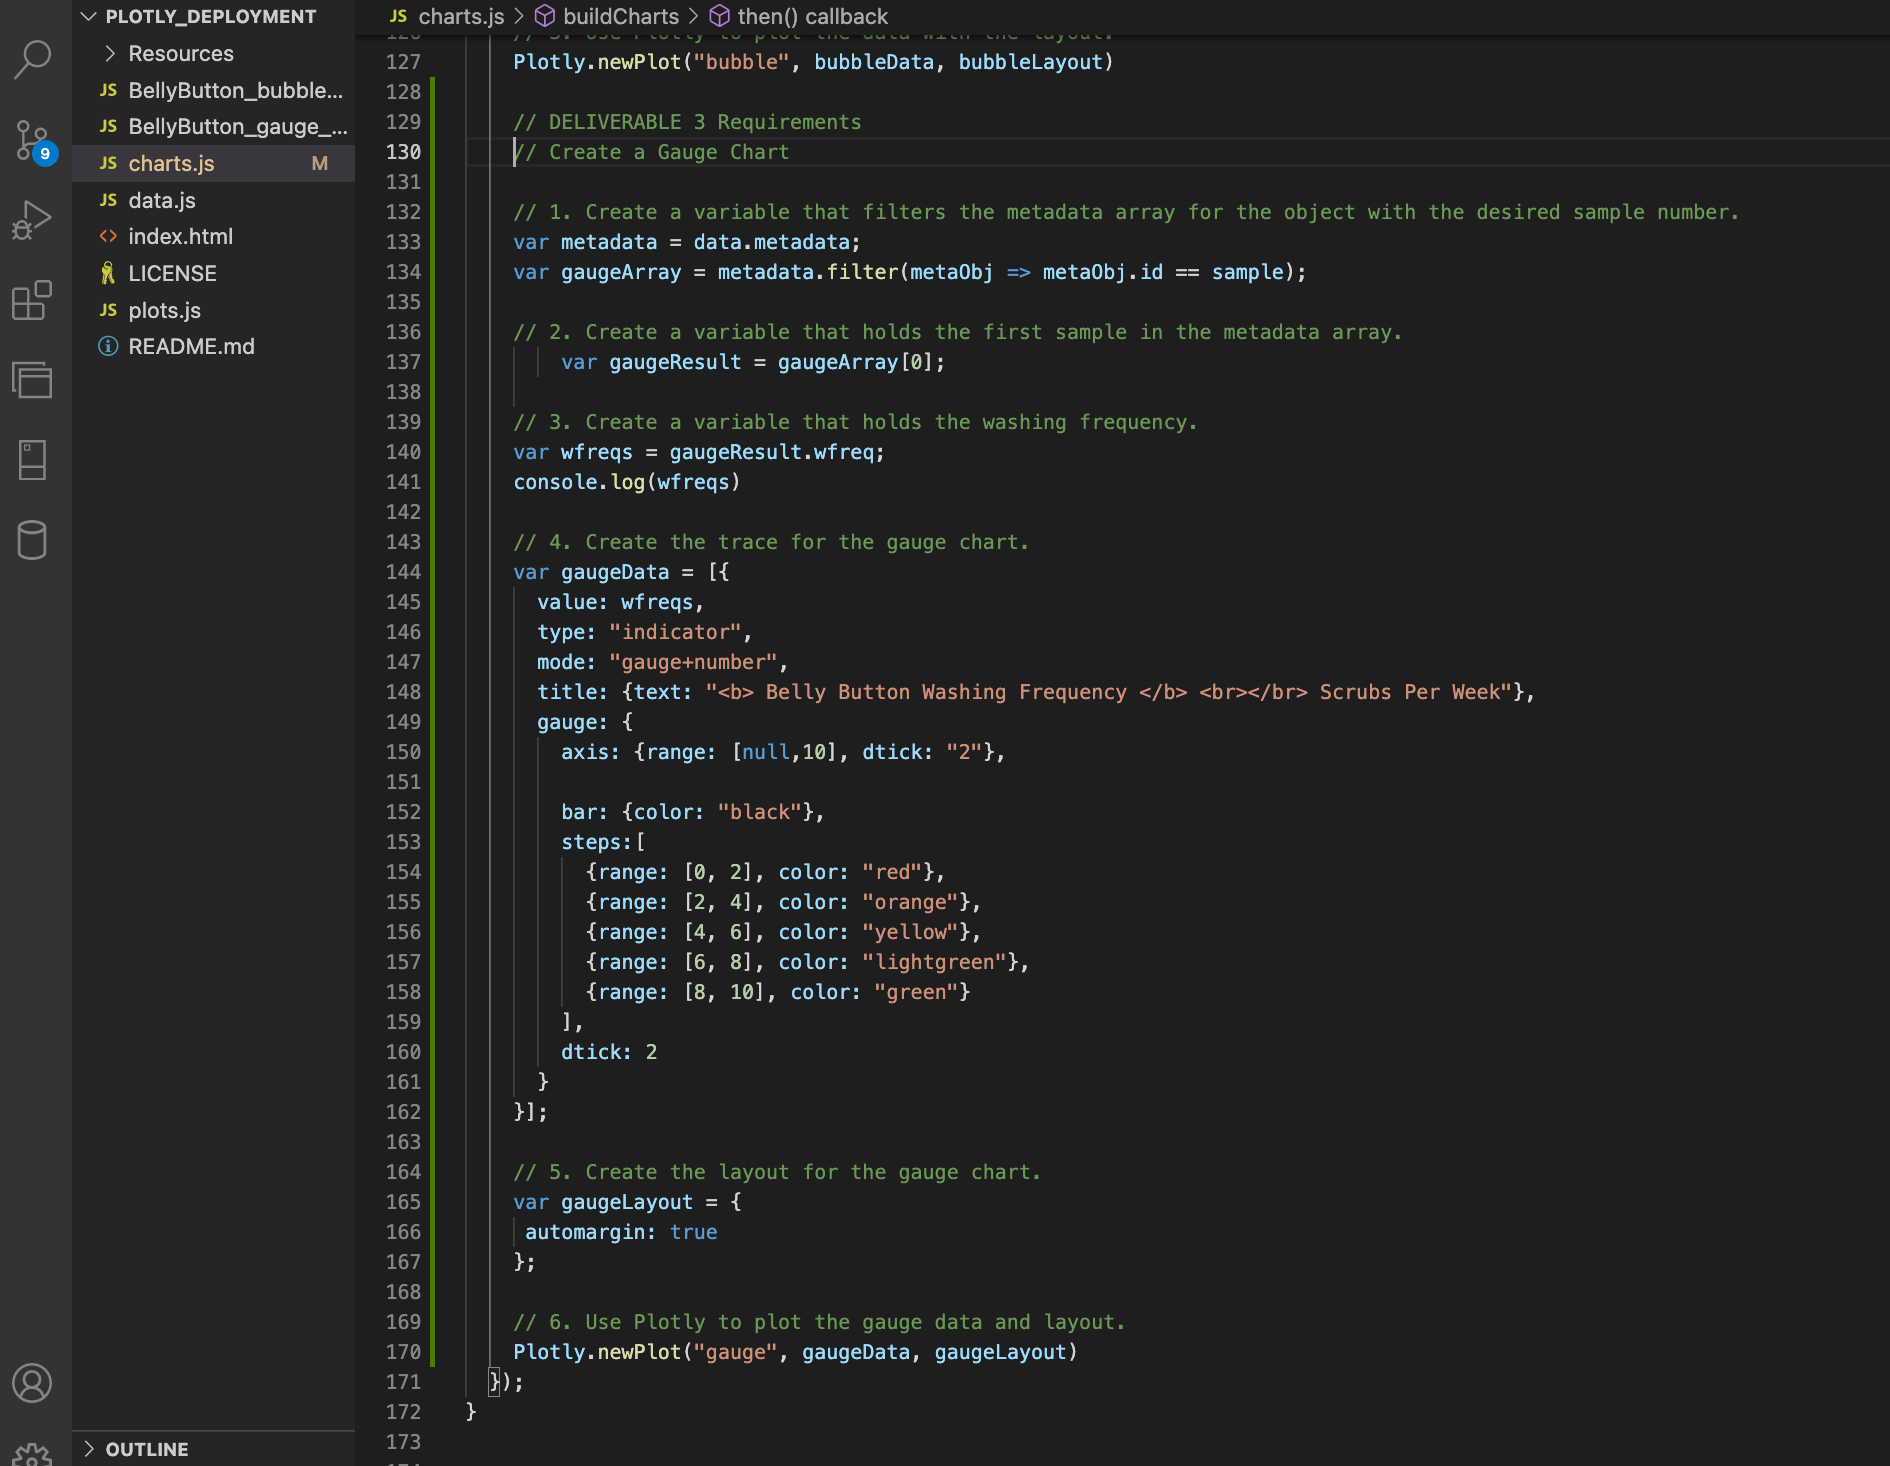 PLOTLY_DEPLOYMENT
Resources
JS BellyButton_bubble...
JS BellyButton_gauge_...
JS charts.js M
JS data.js
<> index.html
LICENSE
JS plots.js
README.md
9
OUTLINE
JS charts.js > buildCharts > then() callback
126 // 3. Use Plotly to plot the data with the layout.
127 Plotly.newPlot("bubble", bubbleData, bubbleLayout)
128
129 // DELIVERABLE 3 Requirements
130 // Create a Gauge Chart
131
132 // 1. Create a variable that filters the metadata array for the object with the desired sample number.
133 var metadata = data.metadata;
134 var gaugeArray = metadata.filter(metaObj => metaObj.id == sample);
135
136 // 2. Create a variable that holds the first sample in the metadata array.
137 var gaugeResult = gaugeArray[0];
138
139 // 3. Create a variable that holds the washing frequency.
140 var wfreqs = gaugeResult.wfreq;
141 console.log(wfreqs)
142
143 // 4. Create the trace for the gauge chart.
144 var gaugeData = [{
145 value: wfreqs,
146 type: "indicator",
147 mode: "gauge+number",
148 title: {text: "<b> Belly Button Washing Frequency </b> <br></br> Scrubs Per Week"},
149 gauge: {
150 axis: {range: [null,10], dtick: "2"},
151
152 bar: {color: "black"},
153 steps:[
154 {range: [0, 2], color: "red"},
155 {range: [2, 4], color: "orange"},
156 {range: [4, 6], color: "yellow"},
157 {range: [6, 8], color: "lightgreen"},
158 {range: [8, 10], color: "green"}
159 ],
160 dtick: 2
161 }
162 }];
163
164 // 5. Create the layout for the gauge chart.
165 var gaugeLayout = {
166 automargin: true
167 };
168
169 // 6. Use Plotly to plot the gauge data and layout.
170 Plotly.newPlot("gauge", gaugeData, gaugeLayout)
171 });
172 }
173